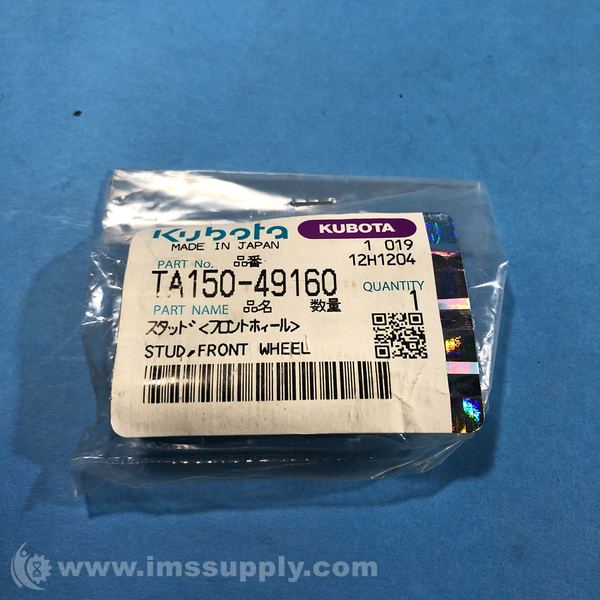 Kubota KUBOTA
MADE IN JAPAN 1 019
PART No. 品番 12H1204
TA150-49160 QUANTITY
PART NAME 品名 数量 1
スタッド<フロントホイール>
STUD,FRONT WHEEL
© www.imssupply.com